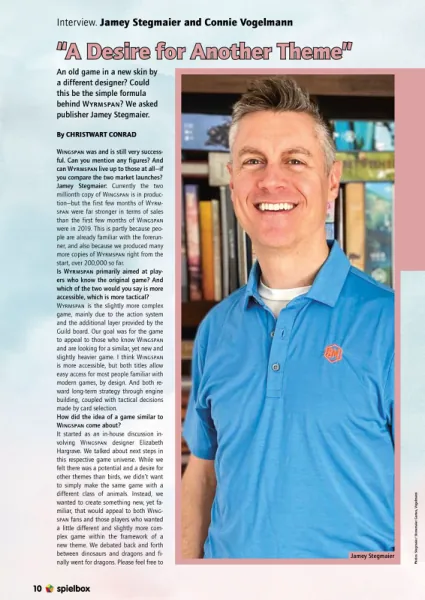 Interview. Jamey Stegmaier and Connie Vogelmann
"A Desire for Another Theme"
An old game in a new skin by
a different designer? Could
this be the simple formula
behind WYRMSPAN? We asked
publisher Jamey Stegmaier.
By CHRISTWART CONRAD
WINGSPAN was and is still very success-
ful. Can you mention any figures? And
can WYRMSPAN live up to those at all–if
you compare the two market launches?
Jamey Stegmaier: Currently the two
millionth copy of WINGSPAN is in produc-
tion–but the first few months of WYRM-
SPAN were far stronger in terms of sales
than the first few months of WINGSPAN
were in 2019. This is partly because peo-
ple are already familiar with the forerun-
ner, and also because we produced many
more copies of WYRMSPAN right from the
start, over 200,000 so far.
Is WYRMSPAN primarily aimed at play-
ers who know the original game? And
which of the two would you say is more
accessible, which is more tactical?
WYRMSPAN is the slightly more complex
game, mainly due to the action system
and the additional layer provided by the
Guild board. Our goal was for the game
to appeal to those who know WINGSPAN
and are looking for a similar, yet new and
slightly heavier game. I think WINGSPAN
is more accessible, but both titles allow
easy access for most people familiar with
modern games, by design. And both re-
ward long-term strategy through engine
building, coupled with tactical decisions
made by card selection.
How did the idea of a game similar to
WINGSPAN come about?
It started as an in-house discussion in-
volving WINGSPAN designer Elizabeth
Hargrave. We talked about next steps in
this respective game universe. While we
felt there was a potential and a desire for
other themes than birds, we didn't want
to simply make the same game with a
different class of animals. Instead, we
wanted to create something new, yet fa-
miliar, that would appeal to both WING-
SPAN fans and those players who wanted
a little different and slightly more com-
plex game within the framework of a
new theme. We debated back and forth
between dinosaurs and dragons and fi-
nally went for dragons. Please feel free to
Jamey Stegmaier
10 spielbox